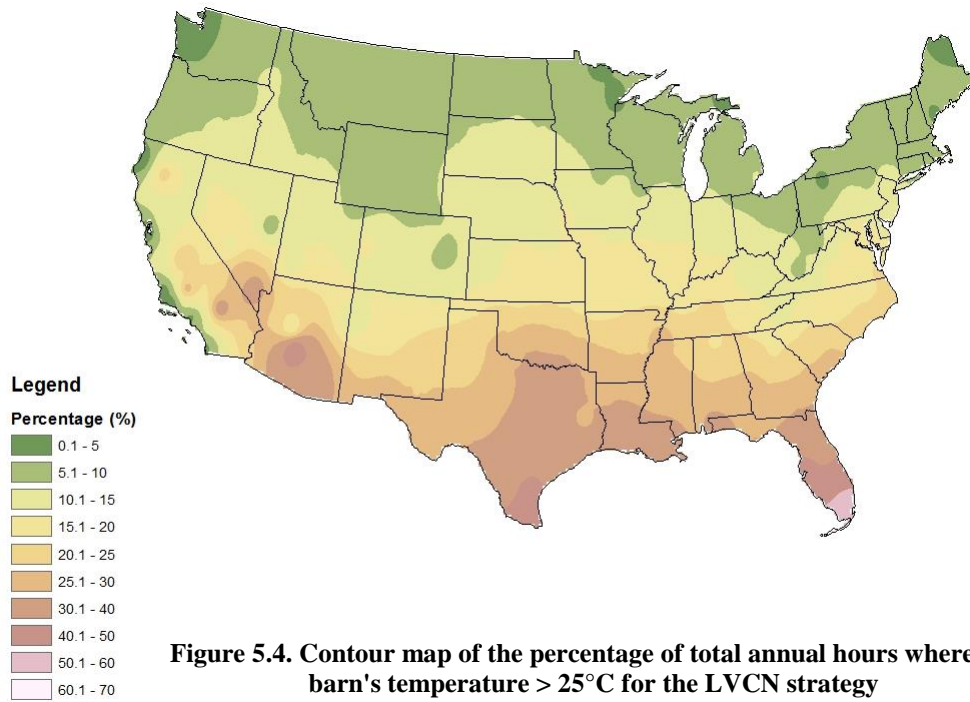 Legend
Percentage (%)
0.1 - 5
5.1 - 10
10.1 - 15
15.1 - 20
20.1 - 25
25.1 - 30
30.1 - 40
40.1 - 50
50.1 - 60
60.1 - 70
Figure 5.4. Contour map of the percentage of total annual hours where
barn's temperature > 25°C for the LVCN strategy